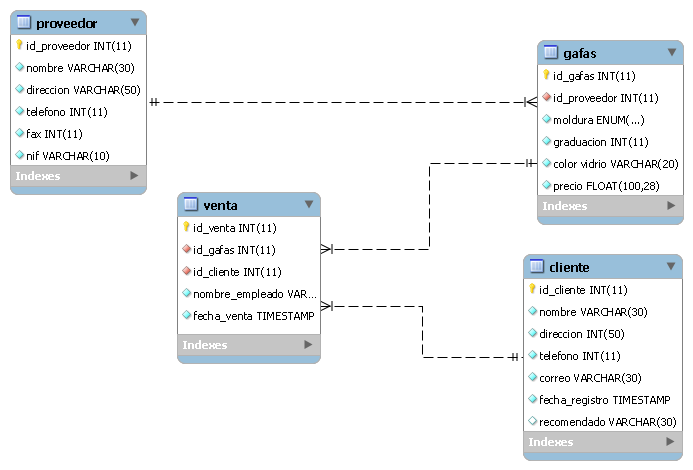 proveedor
id_proveedor INT(11)
nombre VARCHAR(30)
direccion VARCHAR(50)
telefono INT(11)
fax INT(11)
nif VARCHAR(10)
Indexes
gafas
id_gafas INT(11)
id_proveedor INT(11)
moldura ENUM(...)
graduacion INT(11)
color vidrio VARCHAR(20)
precio FLOAT(100,28)
Indexes
venta
id_venta INT(11)
id_gafas INT(11)
id_cliente INT(11)
nombre_empleado VAR...
fecha_venta TIMESTAMP
Indexes
cliente
id_cliente INT(11)
nombre VARCHAR(30)
direccion INT(50)
telefono INT(11)
correo VARCHAR(30)
fecha_registro TIMESTAMP
recomendado VARCHAR(30)
Indexes